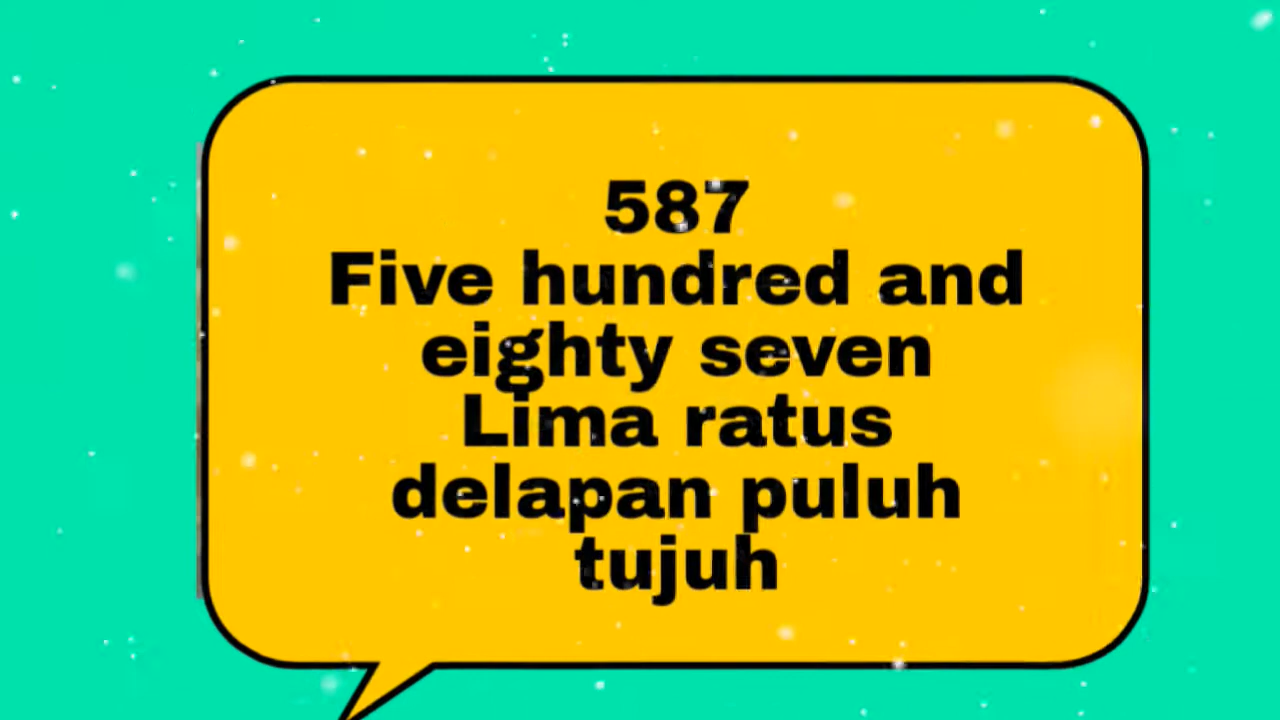 587
Five hundred and
eighty seven
Lima ratus
delapan puluh
tujuh